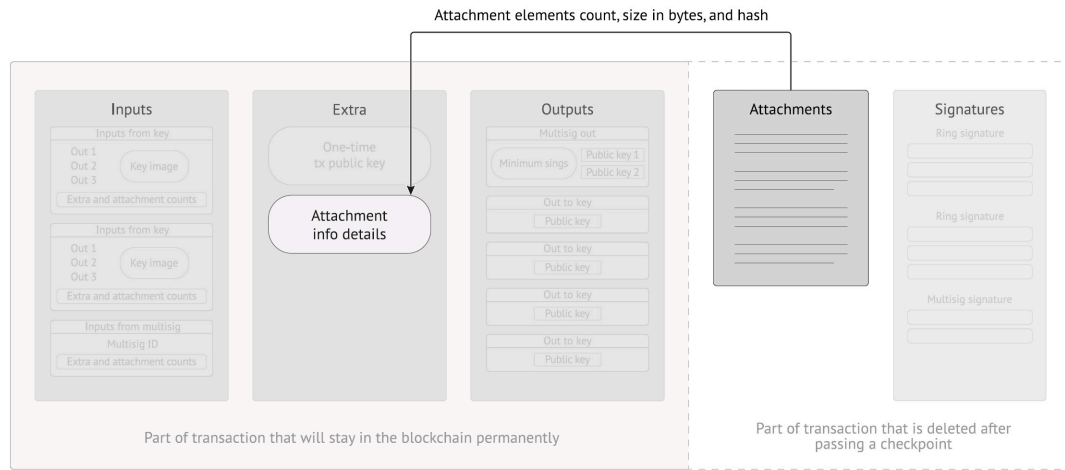 Attachment elements count, size in bytes, and hash
Inputs
Inputs from key
Out 1
Out 2
Out 3
Key image
Extra and attachment counts
Inputs from key
Out 1
Out 2
Out 3
Key image
Extra and attachment counts
Inputs from multisig
Multisig ID
Extra and attachment counts
Extra
One-time
tx public key
Attachment
info details
Outputs
Multisig out
Minimum sings
Public key 1
Public key 2
Out to key
Public key
Out to key
Public key
Out to key
Public key
Out to key
Public key
Part of transaction that will stay in the blockchain permanently
Attachments
Signatures
Ring signature
Ring signature
Multisig signature
Part of transaction that is deleted after
passing a checkpoint